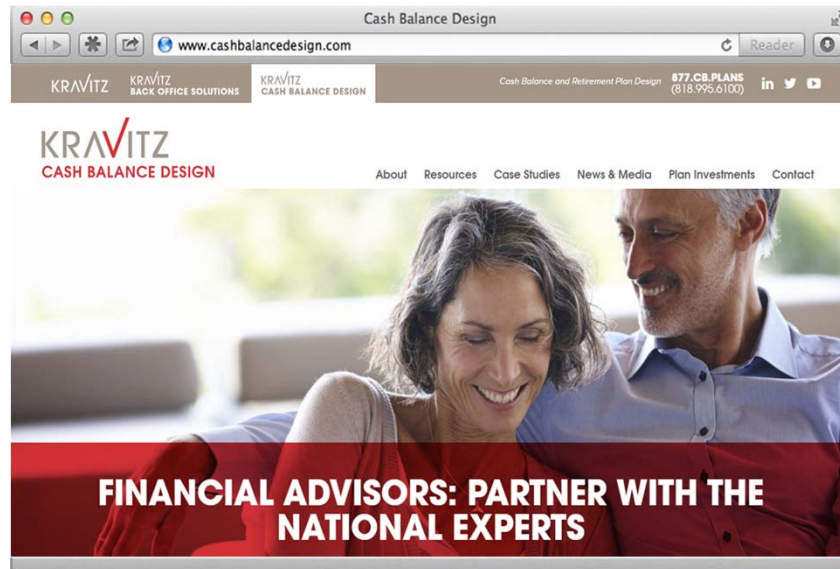 Cash Balance Design
www.cashbalancedesign.com
Reader
KRAVITZ
KRAVITZ
BACK OFFICE SOLUTIONS
KRAVITZ
CASH BALANCE DESIGN
Cash Balance and Retirement Plan Design
877.CB.PLANS
(818.995.6100)
in
KRAVITZ
CASH BALANCE DESIGN
About Resources Case Studies News & Media Plan Investments Contact
FINANCIAL ADVISORS: PARTNER WITH THE
NATIONAL EXPERTS